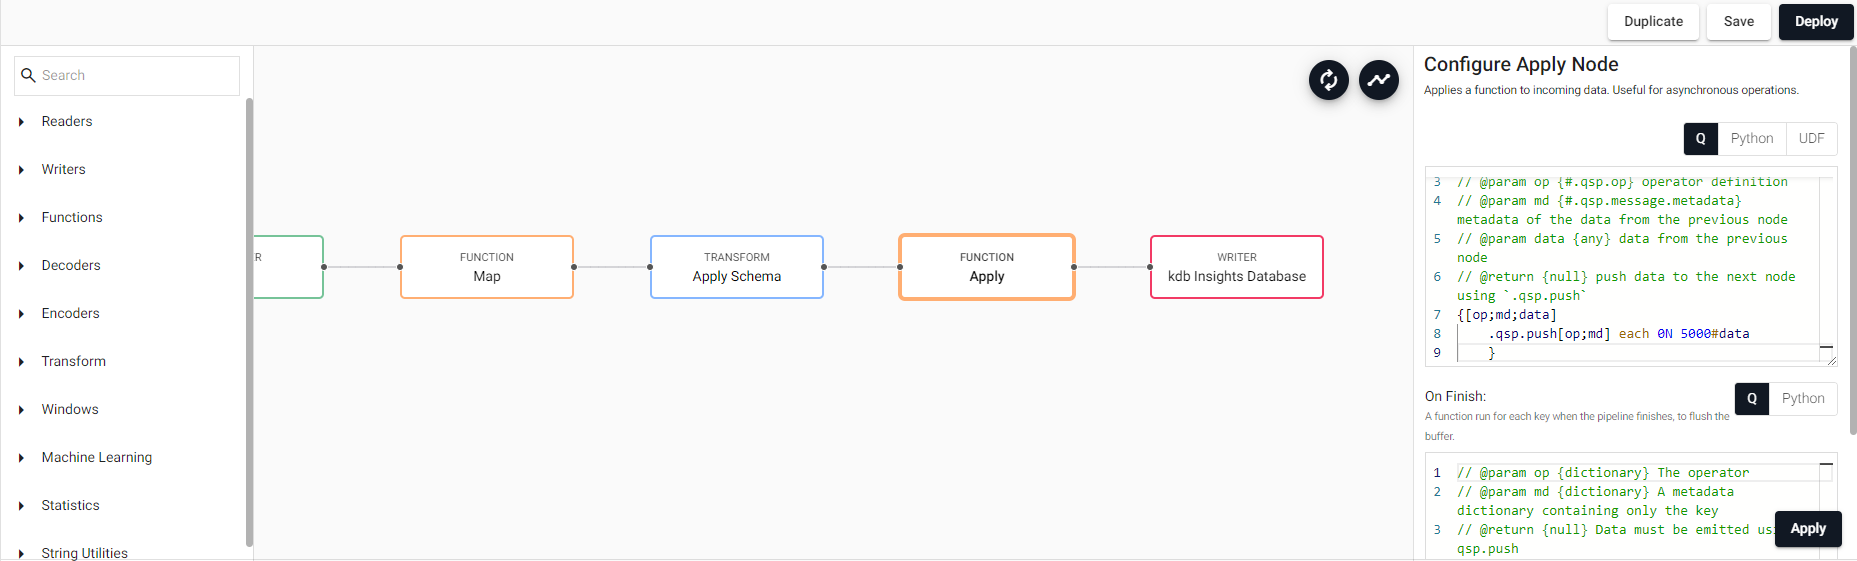 Duplicate
Save
Deploy
Search
Readers
Writers
Functions
Decoders
Encoders
Transform
Windows
Machine Learning
Statistics
String Utilities
R
FUNCTION
Map
TRANSFORM
Apply Schema
FUNCTION
Apply
WRITER
kdb Insights Database
Configure Apply Node
Applies a function to incoming data. Useful for asynchronous operations.
Q Python UDF
3 // @param op {#.qsp.op} operator definition
4 // @param md {#.qsp.message.metadata}
metadata of the data from the previous node
5 // @param data {any} data from the previous
node
6 // @return {null} push data to the next node
using `.qsp.push`
7 {[op;md;data]
8 .qsp.push[op;md] each 0N 5000#data
9 }
On Finish:
Q Python
A function run for each key when the pipeline finishes, to flush the
buffer.
1 // @param op {dictionary} The operator
2 // @param md {dictionary} A metadata
dictionary containing only the key
3 // @return {null} Data must be emitted us
qsp.push
Apply